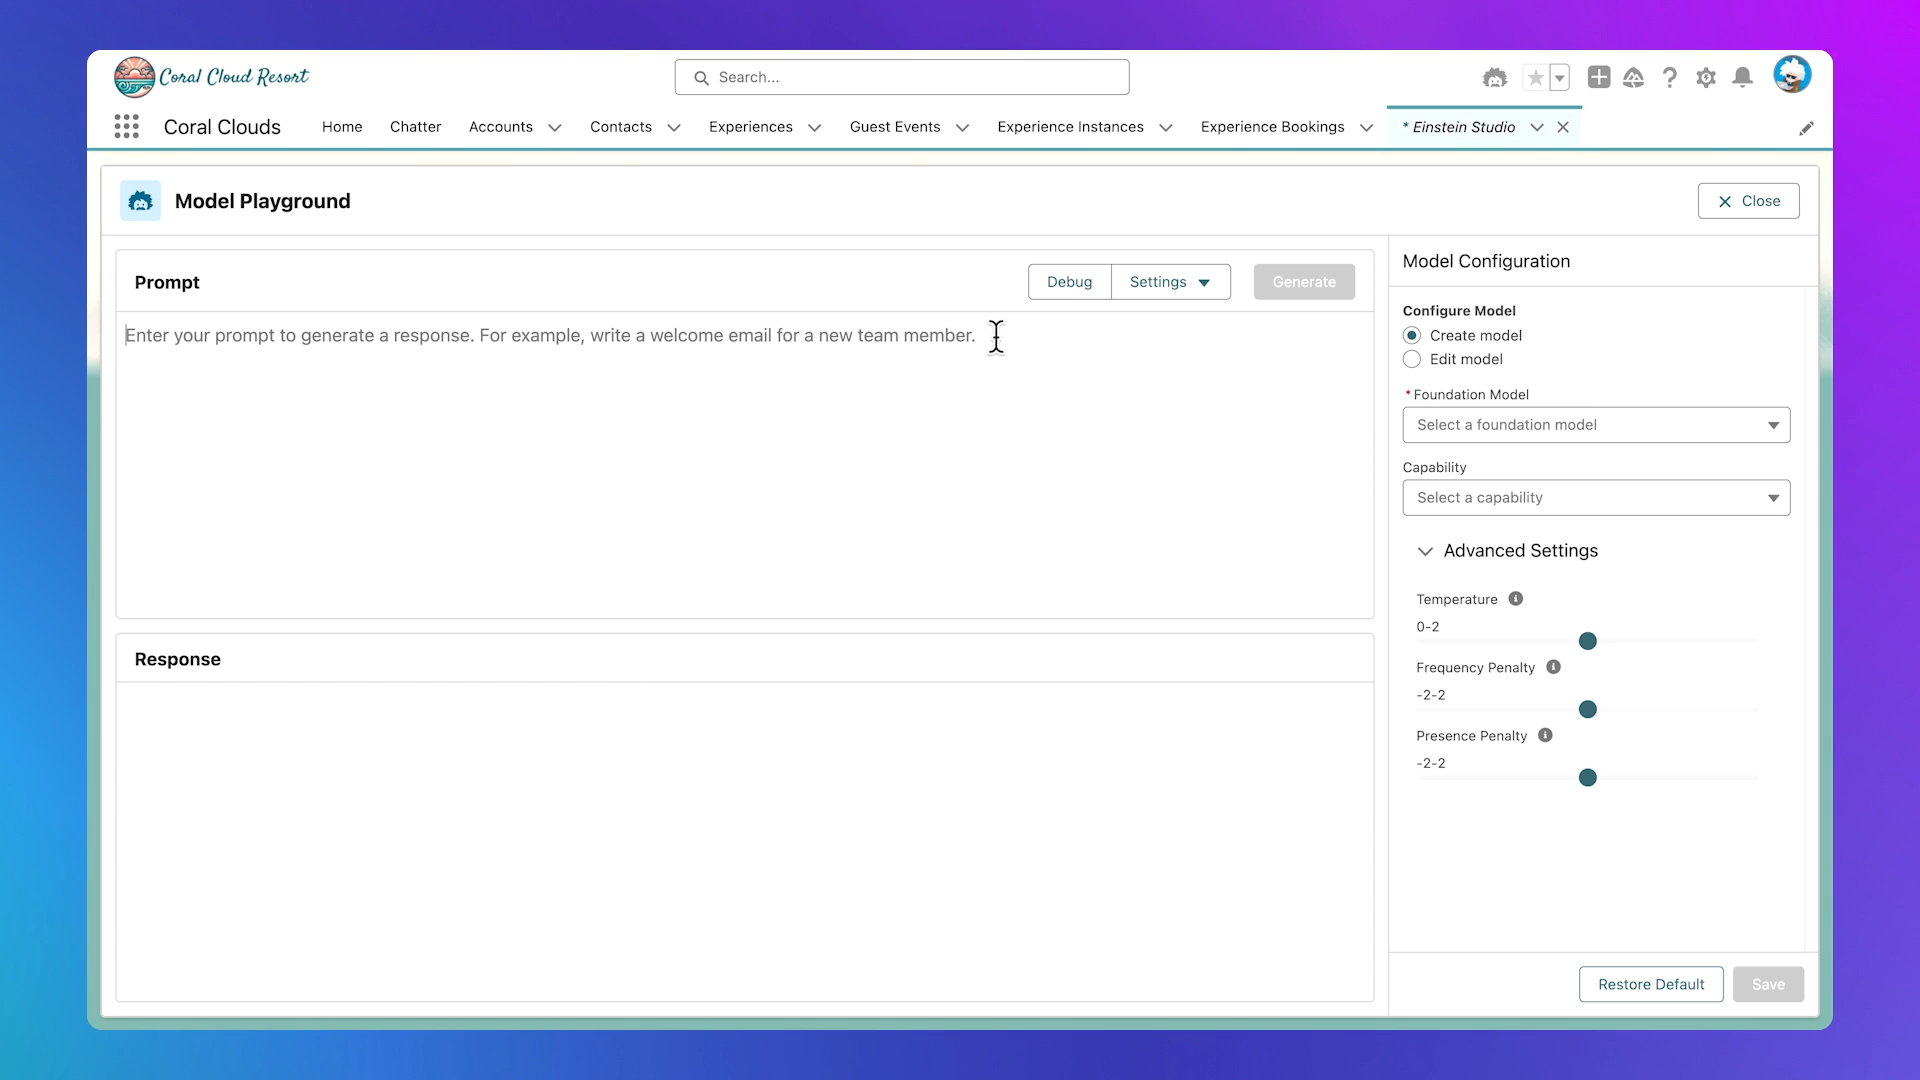 Coral Cloud Resort
Search...
Coral Clouds
Home
Chatter
Accounts
Contacts
Experiences
Guest Events
Experience Instances
Experience Bookings
* Einstein Studio
Model Playground
Close
Prompt
Debug
Settings
Generate
Enter your prompt to generate a response. For example, write a welcome email for a new team member.
Response
Model Configuration
Configure Model
Create model
Edit model
* Foundation Model
Select a foundation model
Capability
Select a capability
Advanced Settings
Temperature
0-2
Frequency Penalty
-2-2
Presence Penalty
-2-2
Restore Default
Save